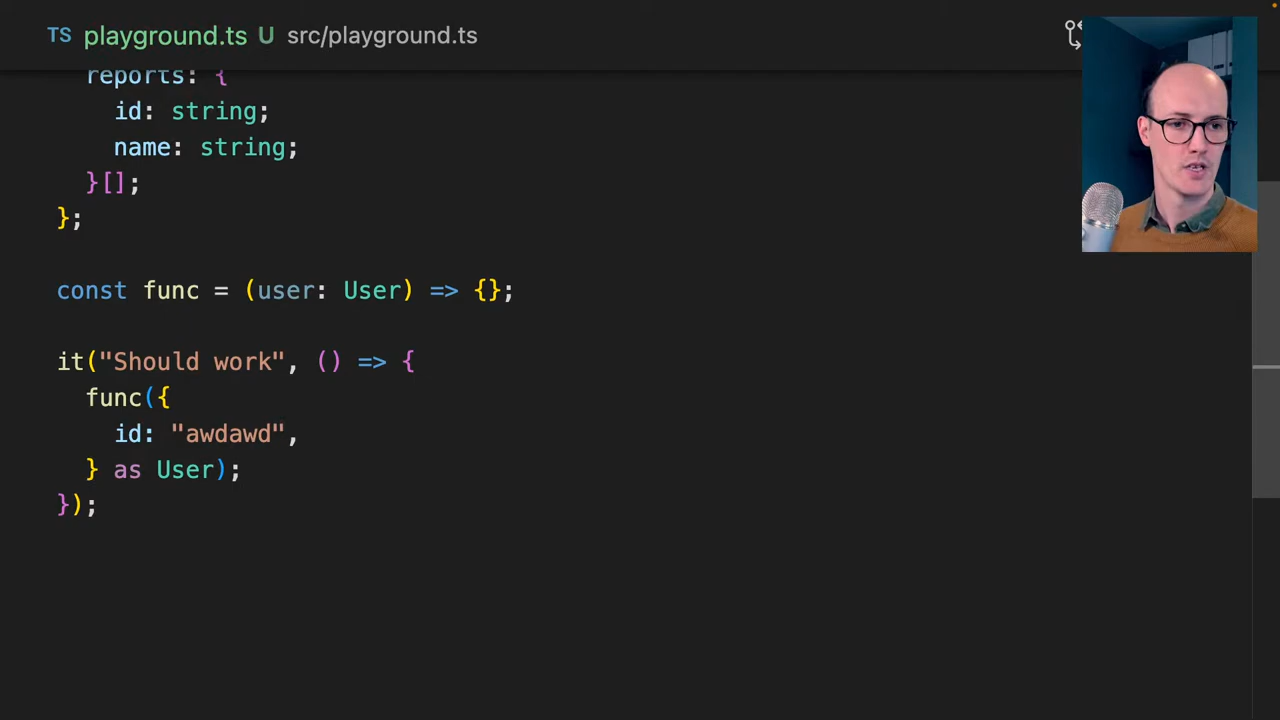 TS playground.ts U src/playground.ts
reports: {
id: string;
name: string;
}[];
};
const func = (user: User) => {};
it("Should work", () => {
func({
id: "awdawd",
} as User);
});